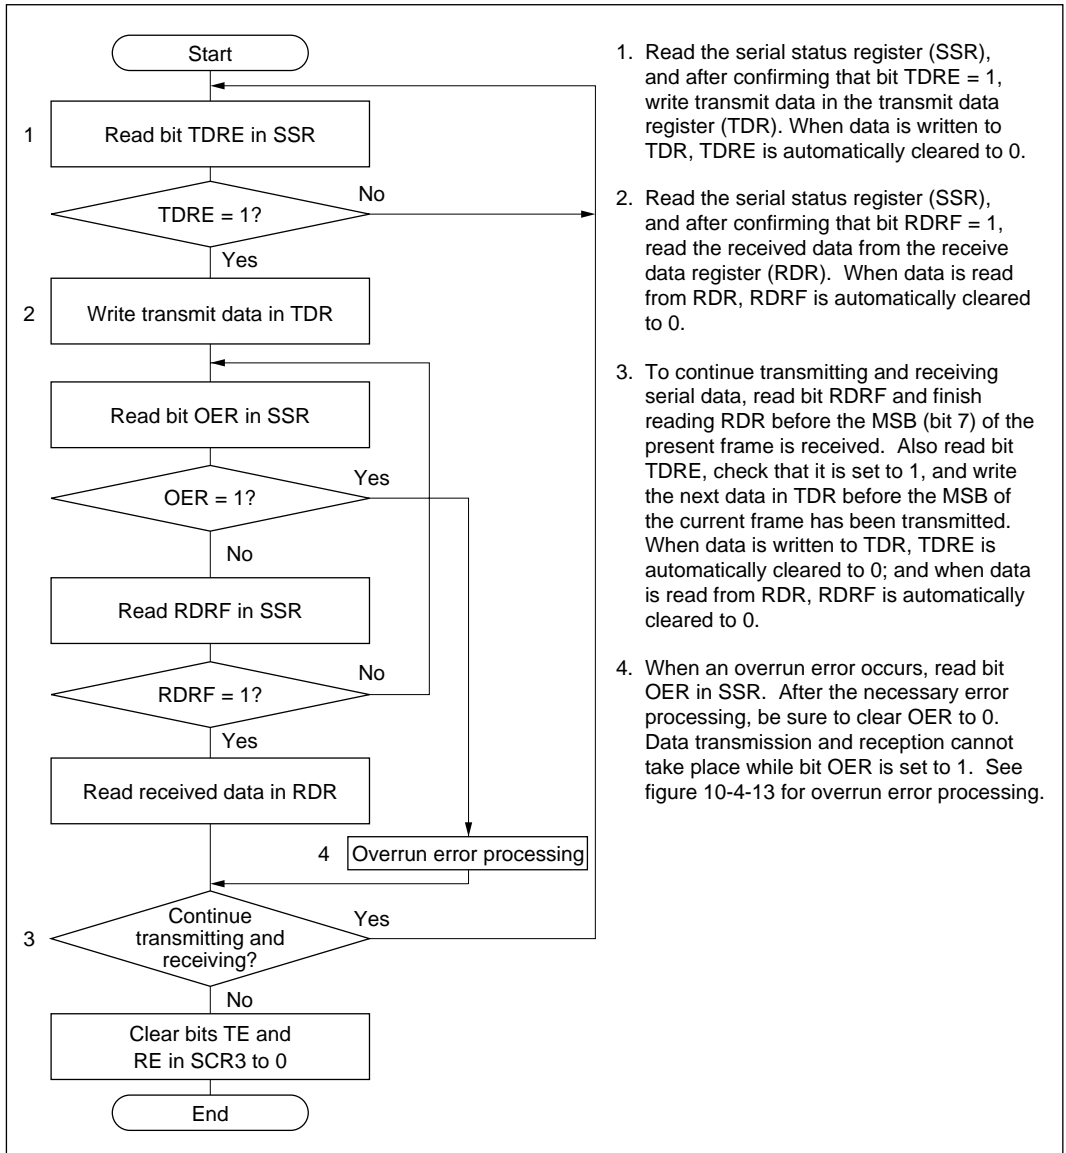 Start
1
Read bit TDRE in SSR
TDRE = 1?
No
Yes
2
Write transmit data in TDR
Read bit OER in SSR
OER = 1?
Yes
No
Read RDRF in SSR
RDRF = 1?
No
Yes
Read received data in RDR
4
Overrun error processing
3
Continue
transmitting and
receiving?
Yes
No
Clear bits TE and
RE in SCR3 to 0
End
1. Read the serial status register (SSR),
and after confirming that bit TDRE = 1,
write transmit data in the transmit data
register (TDR). When data is written to
TDR, TDRE is automatically cleared to 0.
2. Read the serial status register (SSR),
and after confirming that bit RDRF = 1,
read the received data from the receive
data register (RDR). When data is read
from RDR, RDRF is automatically cleared
to 0.
3. To continue transmitting and receiving
serial data, read bit RDRF and finish
reading RDR before the MSB (bit 7) of the
present frame is received. Also read bit
TDRE, check that it is set to 1, and write
the next data in TDR before the MSB of
the current frame has been transmitted.
When data is written to TDR, TDRE is
automatically cleared to 0; and when data
is read from RDR, RDRF is automatically
cleared to 0.
4. When an overrun error occurs, read bit
OER in SSR. After the necessary error
processing, be sure to clear OER to 0.
Data transmission and reception cannot
take place while bit OER is set to 1. See
figure 10-4-13 for overrun error processing.